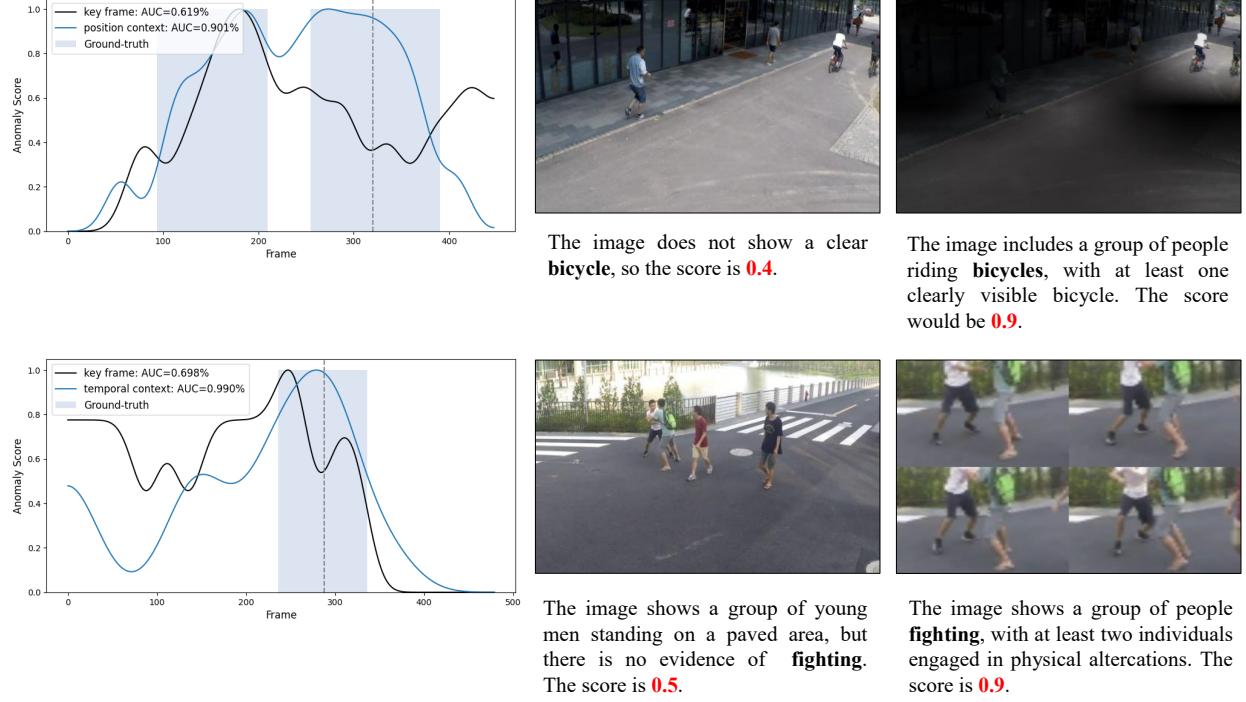 key frame: AUC=0.619%
position context: AUC=0.901%
Ground-truth
1.0
0.8
0.6
0.4
0.2
0.0
Anomaly Score
0
100
200
300
400
Frame
The image does not show a clear
bicycle, so the score is 0.4.
The image includes a group of people
riding bicycles, with at least one
clearly visible bicycle. The score
would be 0.9.
key frame: AUC=0.698%
temporal context: AUC=0.990%
Ground-truth
1.0
0.8
0.6
0.4
0.2
0.0
Anomaly Score
0
100
200
300
400
500
Frame
The image shows a group of young
men standing on a paved area, but
there is no evidence of fighting.
The score is 0.5.
The image shows a group of people
fighting, with at least two individuals
engaged in physical altercations. The
score is 0.9.